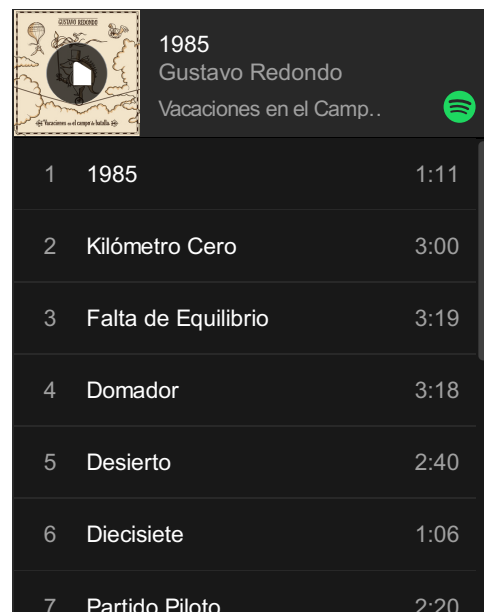 GUSTAVO REDONDO
Vacaciones en el campo de batalla
1985
Gustavo Redondo
Vacaciones en el Camp..
1 1985 1:11
2 Kilómetro Cero 3:00
3 Falta de Equilibrio 3:19
4 Domador 3:18
5 Desierto 2:40
6 Diecisiete 1:06
7 Partido Piloto 2:20